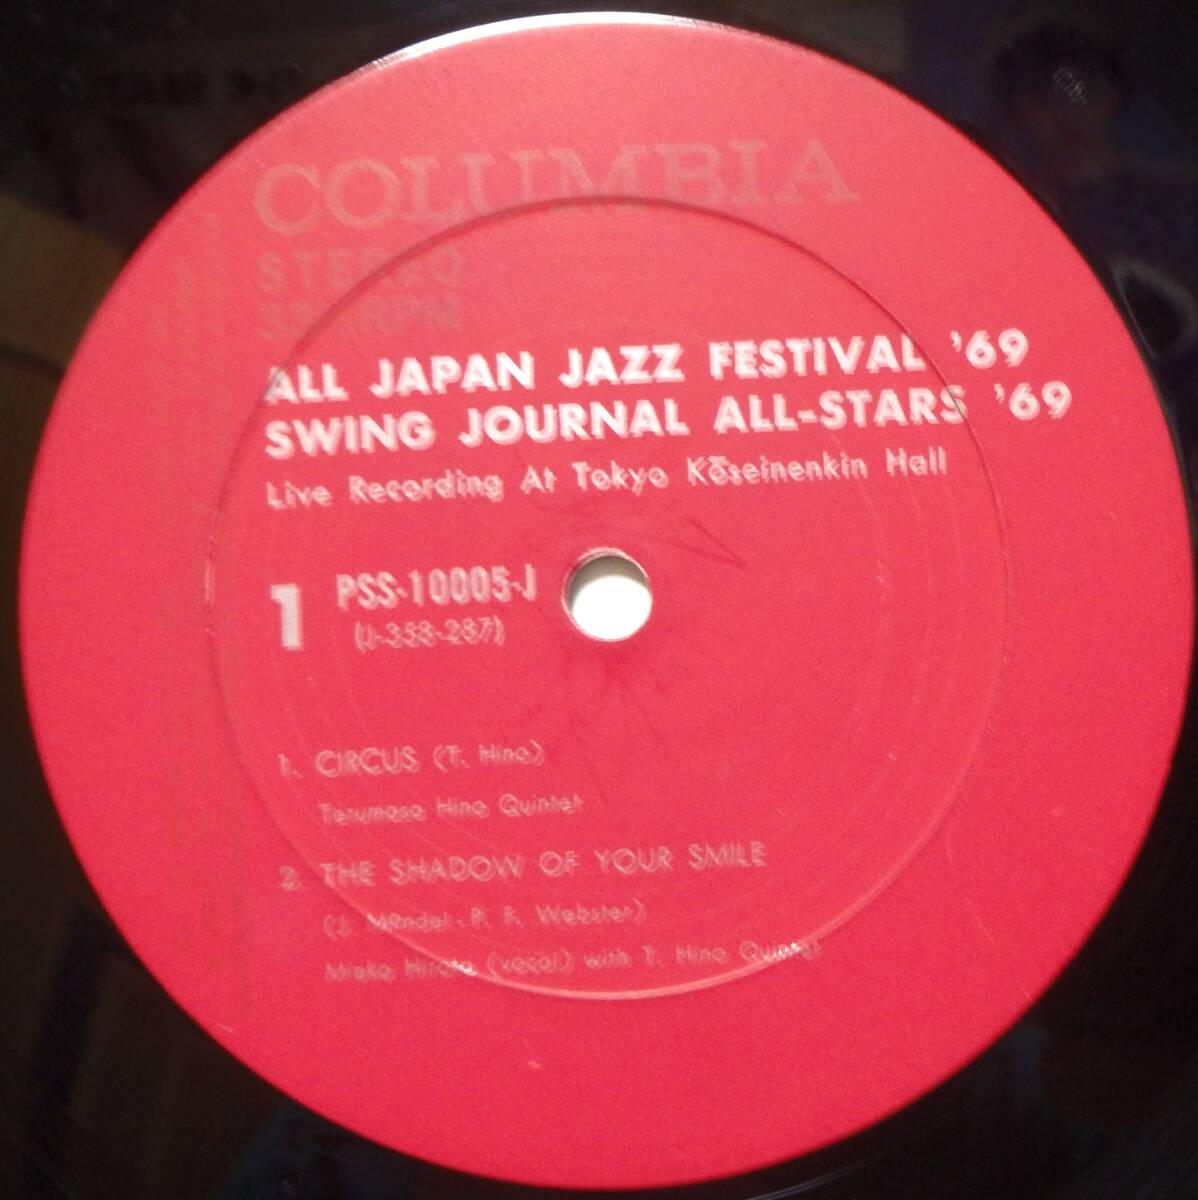 COLUMBIA
STEREO
33⅓ RPM
ALL JAPAN JAZZ FESTIVAL '69
SWING JOURNAL ALL-STARS '69
Live Recording At Tokyo Kōseinenkin Hall
1 PSS-10005-J
(J-358-287)
1. CIRCUS (T. Hino)
Terumasa Hino Quintet
2. THE SHADOW OF YOUR SMILE
(J. Mandel - P. F. Webster)
Mieko Hirota (vocal) with T. Hino Quintet